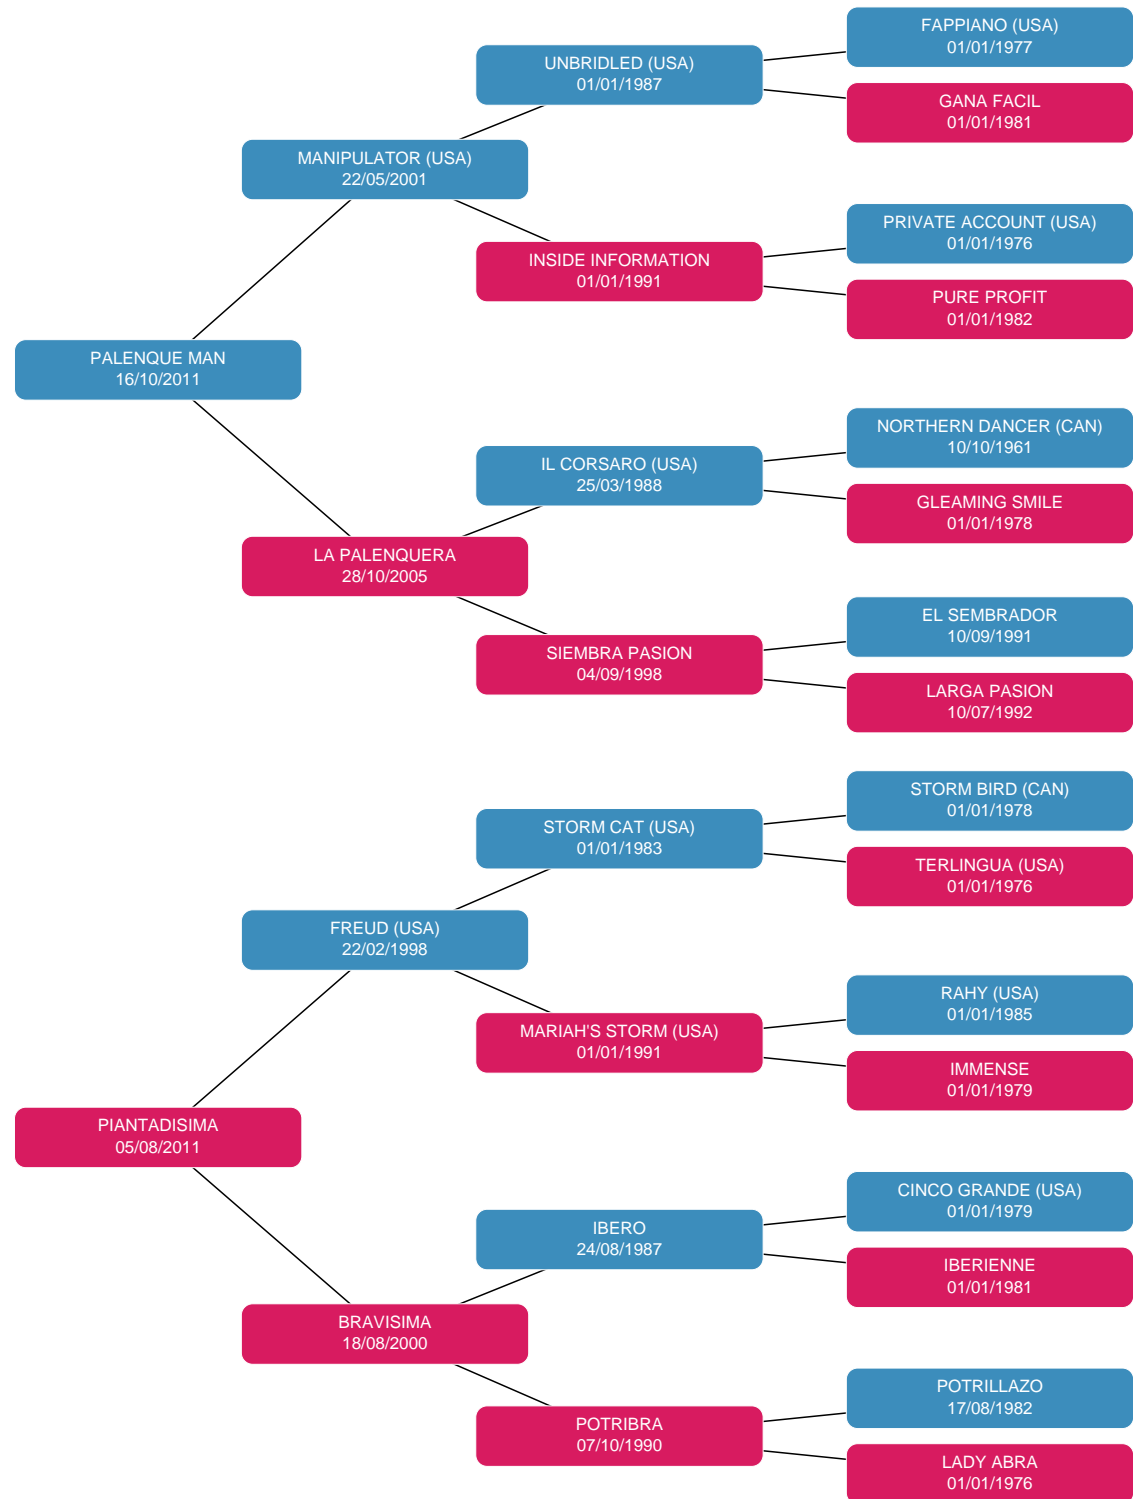 FAPPIANO (USA)
01/01/1977
UNBRIDLED (USA)
01/01/1987
GANA FACIL
01/01/1981
MANIPULATOR (USA)
22/05/2001
PRIVATE ACCOUNT (USA)
01/01/1976
INSIDE INFORMATION
01/01/1991
PURE PROFIT
01/01/1982
PALENQUE MAN
16/10/2011
NORTHERN DANCER (CAN)
10/10/1961
IL CORSARO (USA)
25/03/1988
GLEAMING SMILE
01/01/1978
LA PALENQUERA
28/10/2005
EL SEMBRADOR
10/09/1991
SIEMBRA PASION
04/09/1998
LARGA PASION
10/07/1992
STORM BIRD (CAN)
01/01/1978
STORM CAT (USA)
01/01/1983
TERLINGUA (USA)
01/01/1976
FREUD (USA)
22/02/1998
RAHY (USA)
01/01/1985
MARIAH'S STORM (USA)
01/01/1991
IMMENSE
01/01/1979
PIANTADISIMA
05/08/2011
CINCO GRANDE (USA)
01/01/1979
IBERO
24/08/1987
IBERIENNE
01/01/1981
BRAVISIMA
18/08/2000
POTRILLAZO
17/08/1982
POTRIBRA
07/10/1990
LADY ABRA
01/01/1976